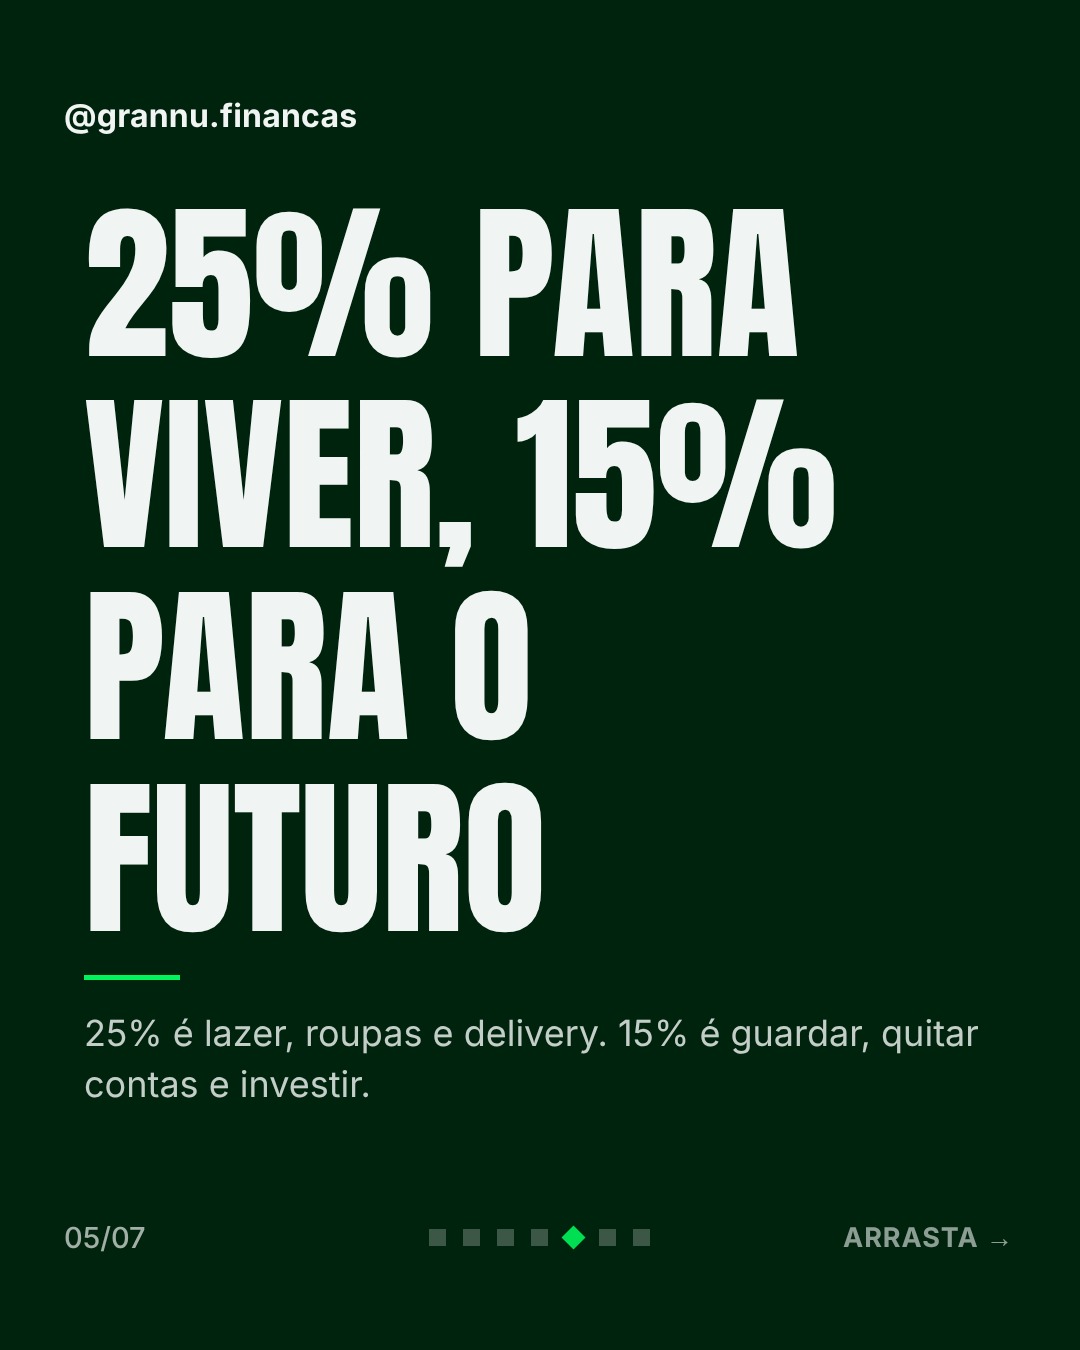 @grannu.financas
25% PARA
VIVER, 15%
PARA O
FUTURO
25% é lazer, roupas e delivery. 15% é guardar, quitar
contas e investir.
05/07
ARRASTA →